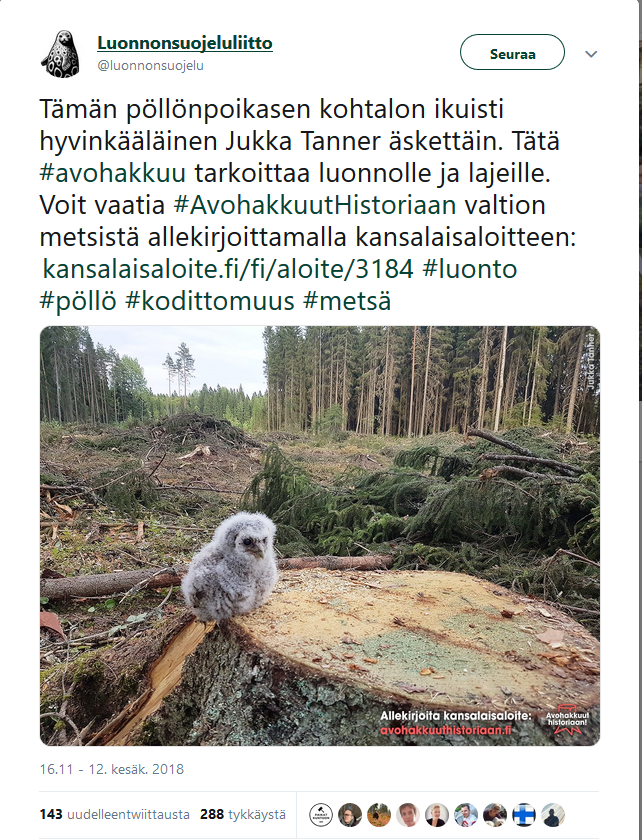 Luonnonsuojeluliitto
@luonnonsuojelu
Seuraa
Tämän pöllönpoikasen kohtalon ikuisti
hyvinkääläinen Jukka Tanner äskettäin. Tätä
#avohakkuu tarkoittaa luonnolle ja lajeille.
Voit vaatia #AvohakkuutHistoriaan valtion
metsistä allekirjoittamalla kansalaisaloitteen:
kansalaisaloite.fi/fi/aloite/3184 #luonto
#pöllö #kodittomuus #metsä
Jukka Tanner
Allekirjoita kansalaisaloite:
avohakkuuthistoriaan.fi
Avohakkuut
historiaan!
16.11 - 12. kesäk. 2018
143 uudelleentwiittausta 288 tykkäystä